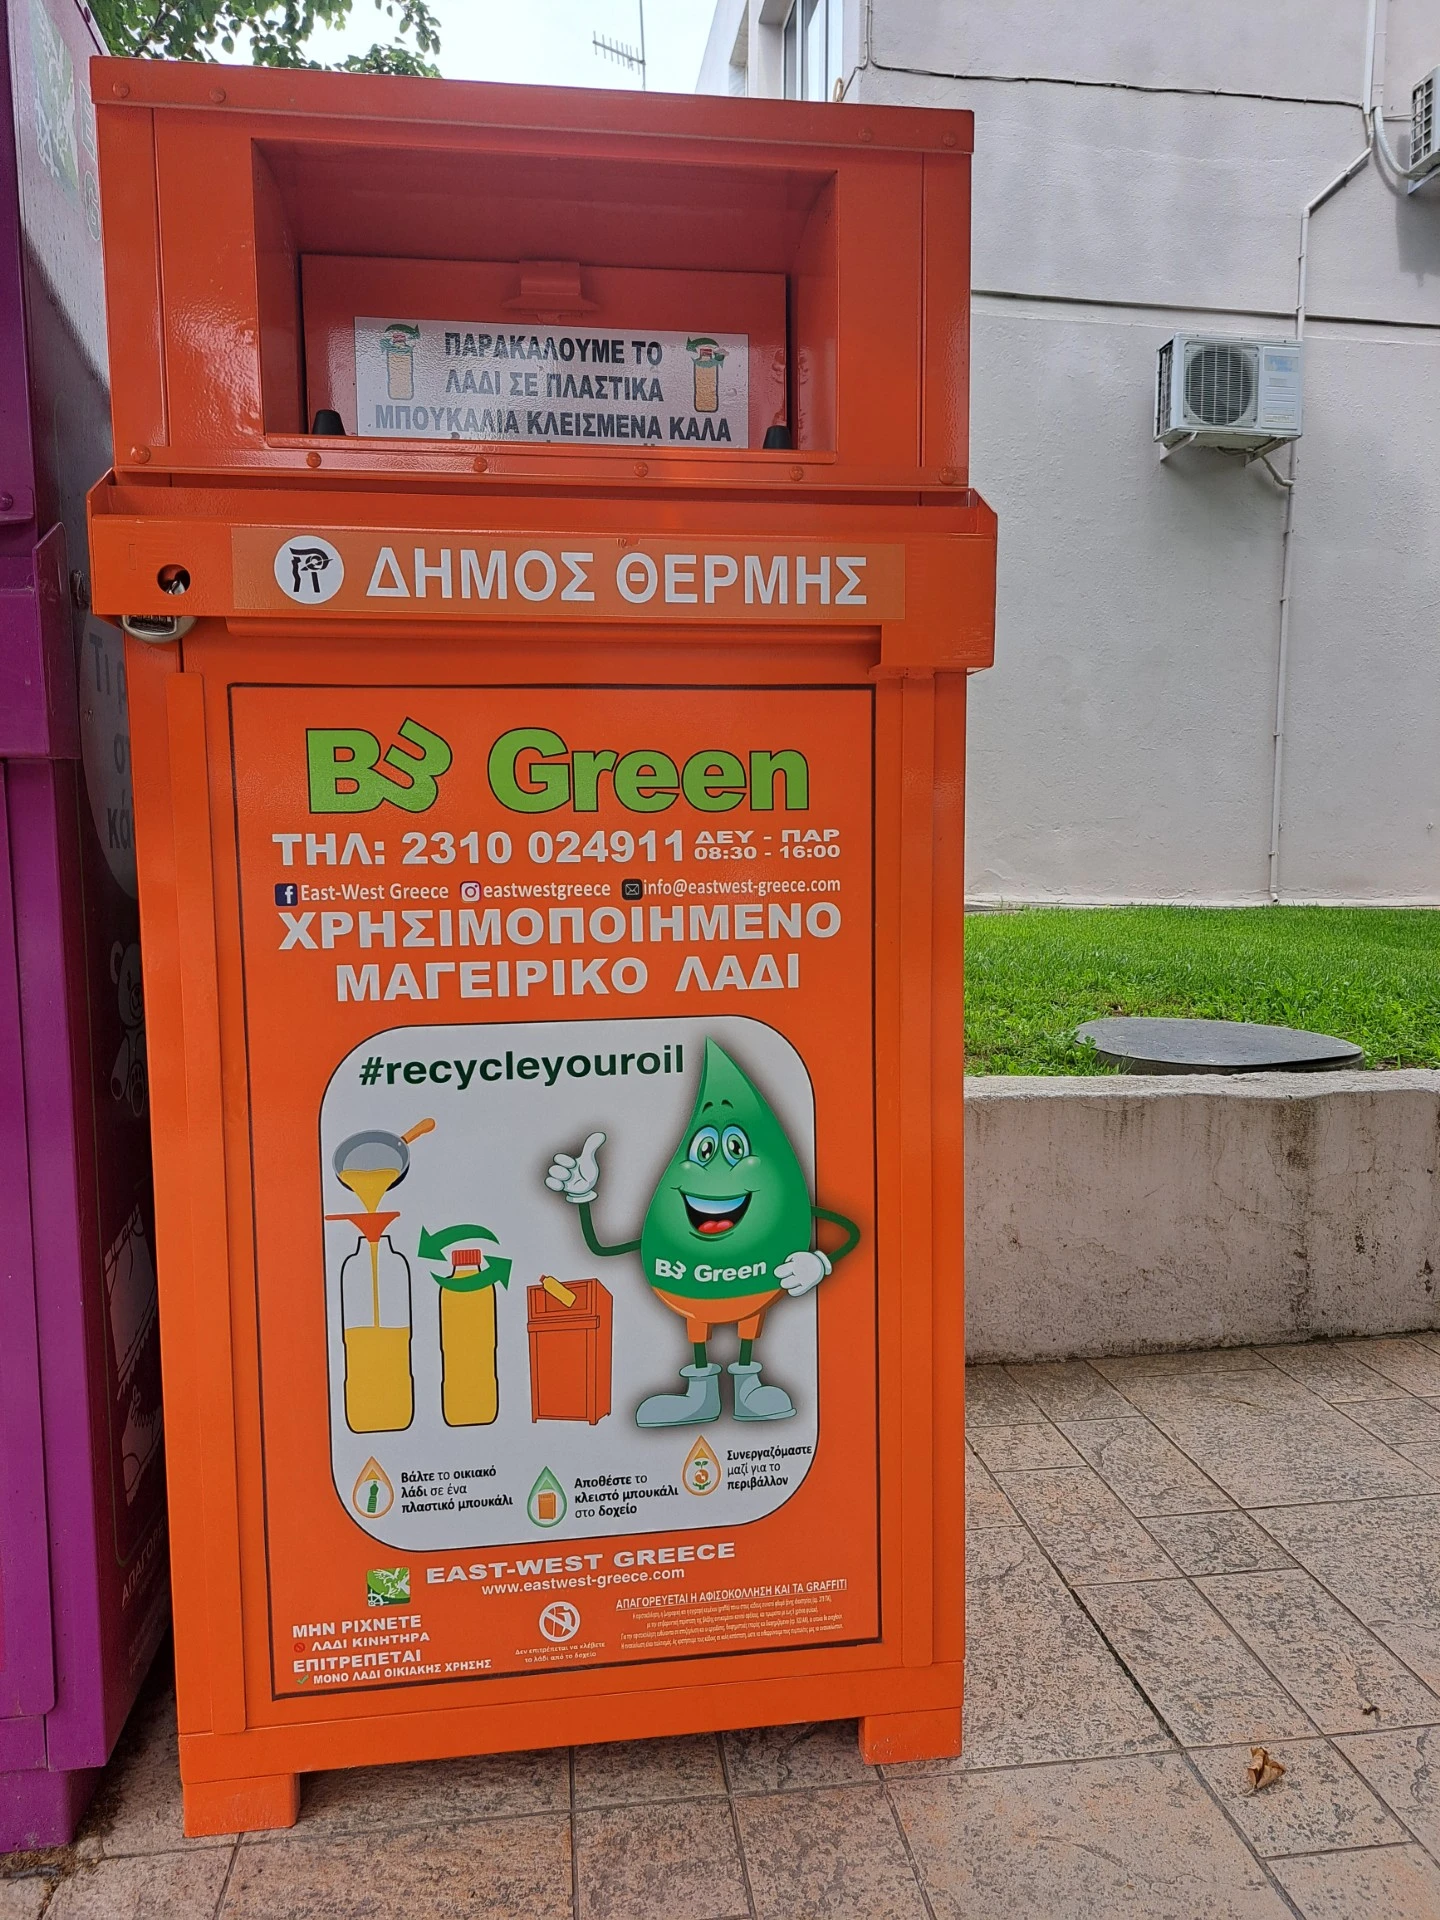 ΠΑΡΑΚΑΛΟΥΜΕ ΤΟ
ΛΑΔΙ ΣΕ ΠΛΑΣΤΙΚΑ
ΜΠΟΥΚΑΛΙΑ ΚΛΕΙΣΜΕΝΑ ΚΑΛΑ
ΔΗΜΟΣ ΘΕΡΜΗΣ
BW Green
ΤΗΛ: 2310 024911 ΔΕΥ - ΠΑΡ
08:30 - 16:00
East-West Greece eastwestgreece info@eastwest-greece.com
ΧΡΗΣΙΜΟΠΟΙΗΜΕΝΟ
ΜΑΓΕΙΡΙΚΟ ΛΑΔΙ
#recycleyouroil
BW Green
Βάλτε το οικιακό
λάδι σε ένα
πλαστικό μπουκάλι
Αποθέστε το
κλειστό μπουκάλι
στο δοχείο
Συνεργαζόμαστε
μαζί για το
περιβάλλον
EAST-WEST GREECE
www.eastwest-greece.com
ΜΗΝ ΡΙΧΝΕΤΕ
ΛΑΔΙ ΚΙΝΗΤΗΡΑ
ΕΠΙΤΡΕΠΕΤΑΙ
ΜΟΝΟ ΛΑΔΙ ΟΙΚΙΑΚΗΣ ΧΡΗΣΗΣ
Δεν επιτρέπεται να κλέβετε
το λάδι από το δοχείο
ΑΠΑΓΟΡΕΥΕΤΑΙ Η ΑΦΙΣΟΚΟΛΛΗΣΗ ΚΑΙ ΤΑ GRAFFITI